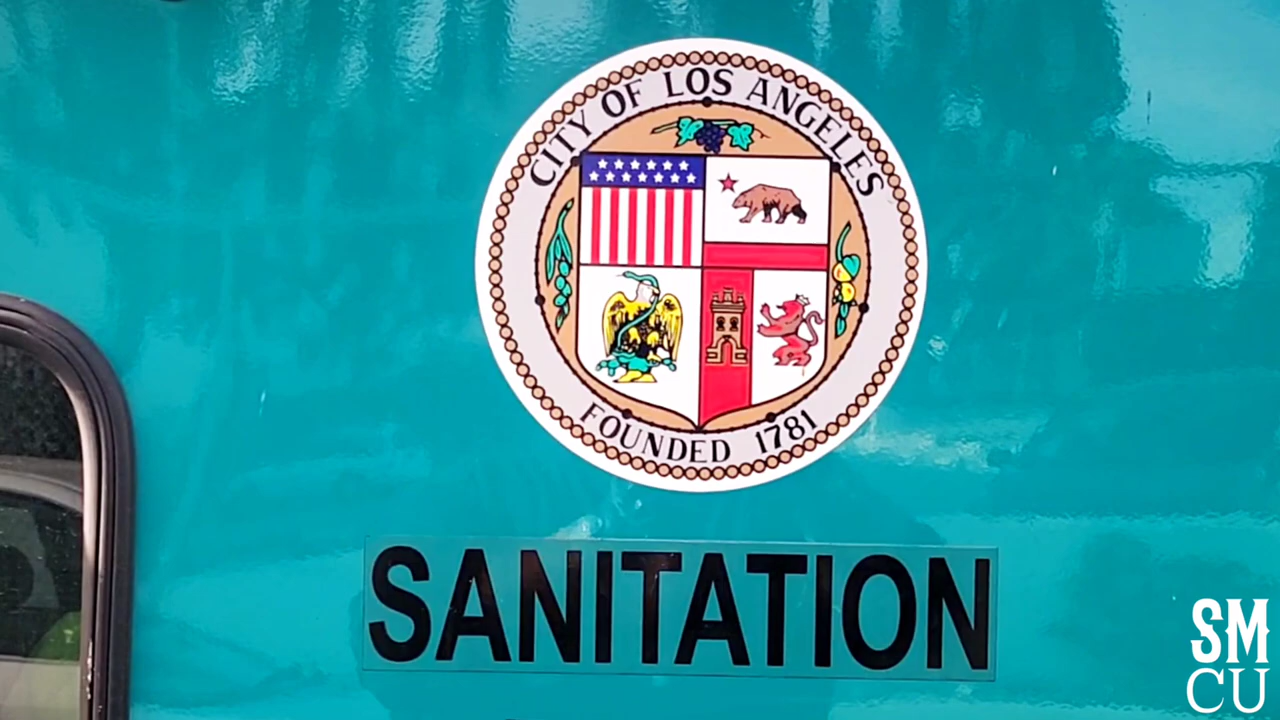 CITY OF LOS ANGELES
FOUNDED 1781
SANITATION
SM
CU